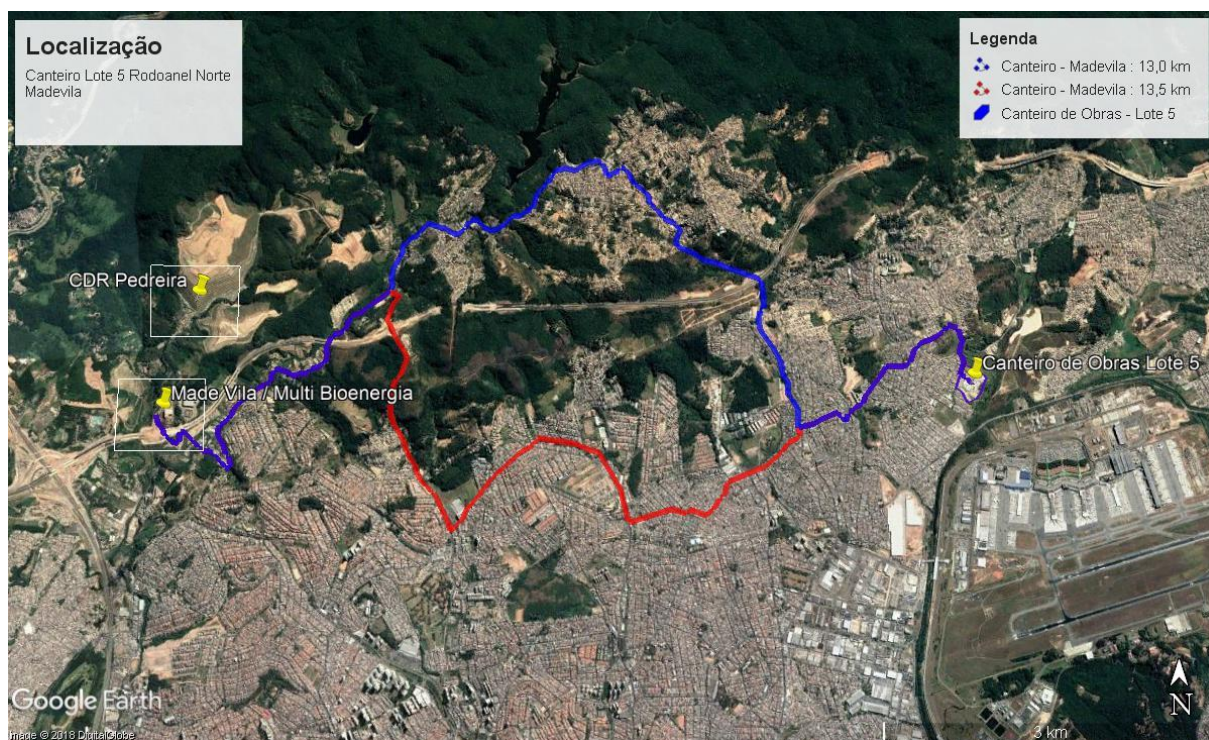 Localização
Canteiro Lote 5 Rodoanel Norte
Madevila
Legenda
Canteiro - Madevila : 13,0 km
Canteiro - Madevila : 13,5 km
Canteiro de Obras - Lote 5
CDR Pedreira
Canteiro de Obras Lote 5
Made Vila / Multi Bioenergia
Google Earth
N
Image © 2018 DigitalGlobe
3 km